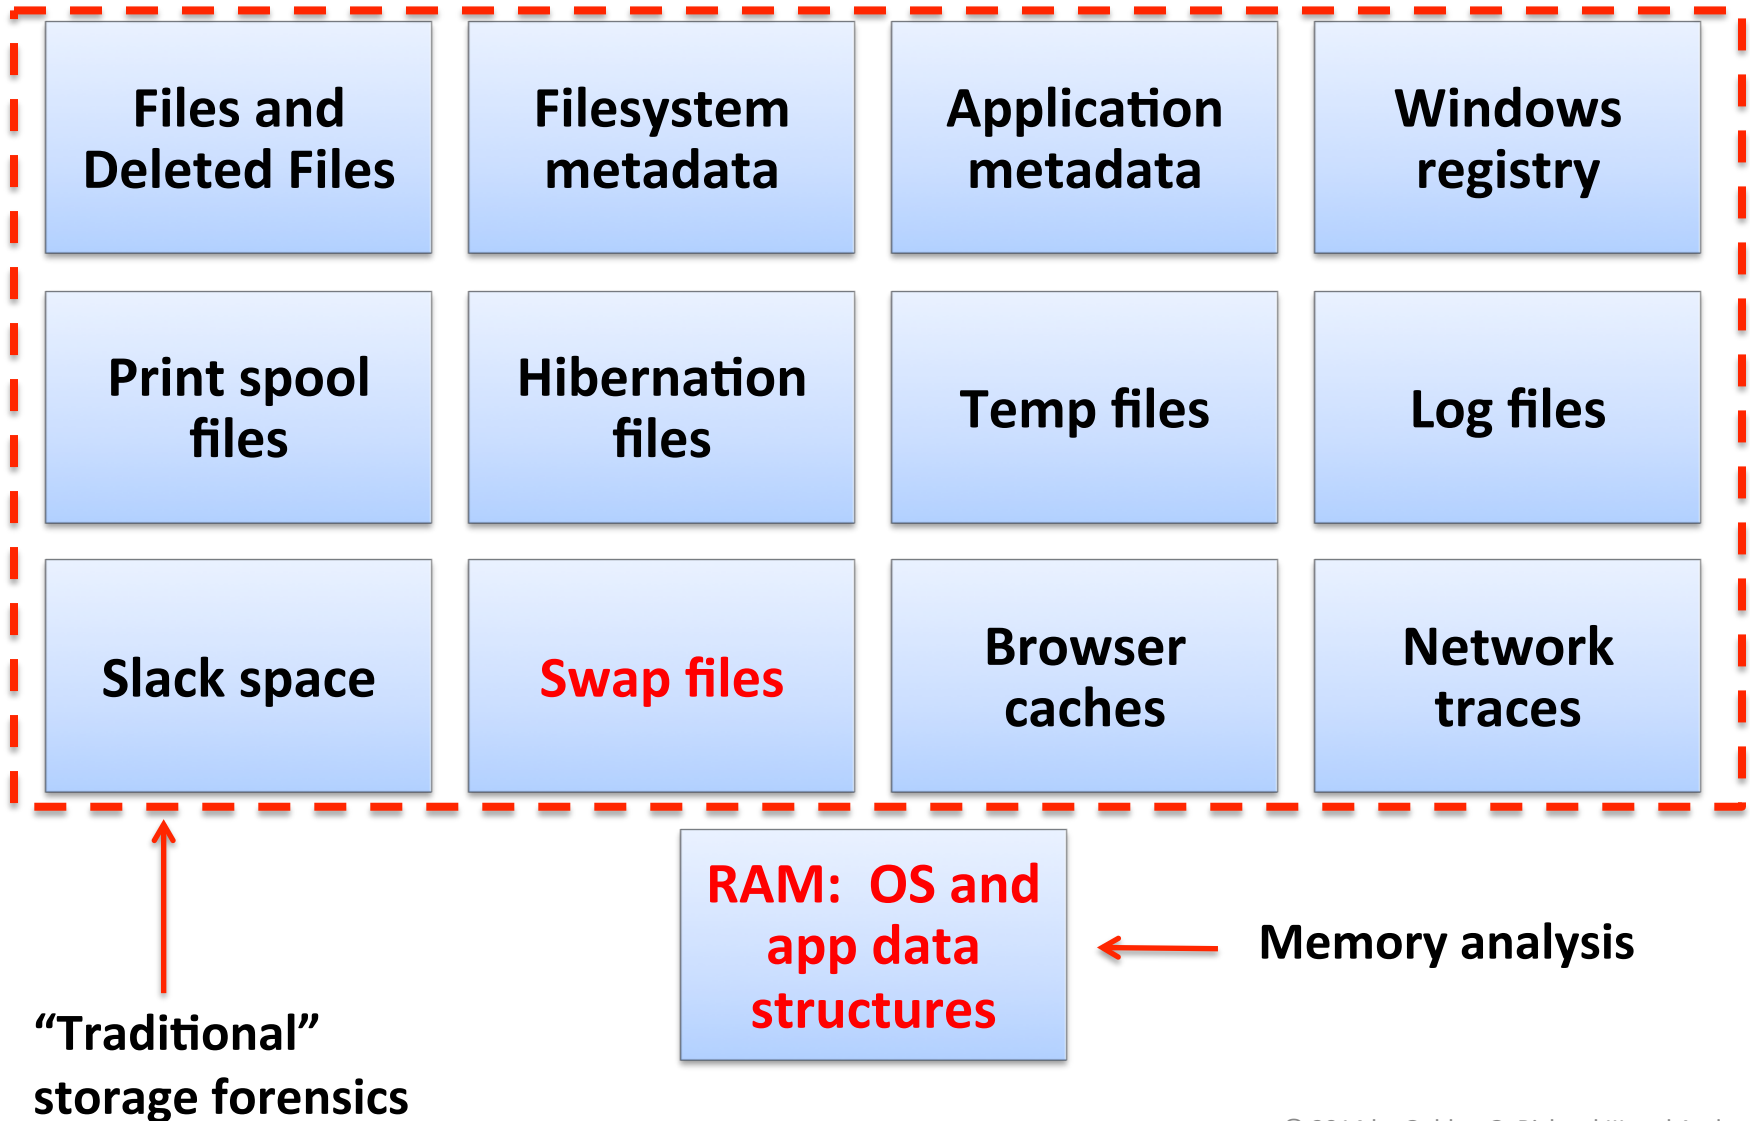 Files and
Deleted Files
Filesystem
metadata
Application
metadata
Windows
registry
Print spool
files
Hibernation
files
Temp files
Log files
Slack space
Swap files
Browser
caches
Network
traces
RAM:  OS and
app data
structures
Memory analysis
“Traditional”
storage forensics